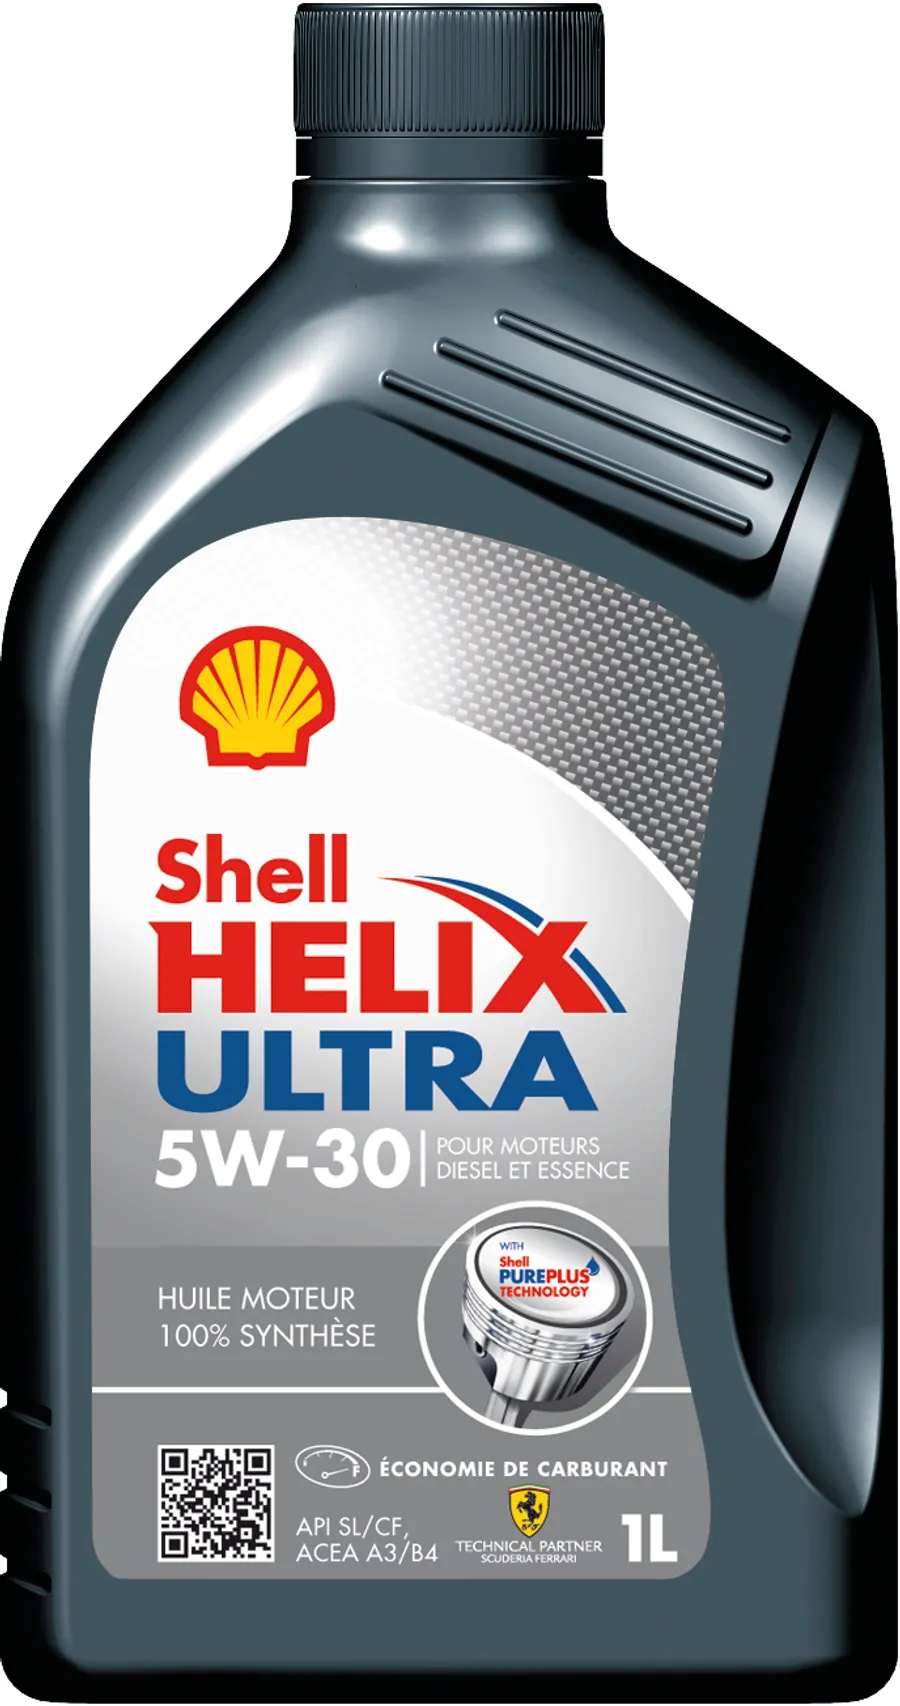 Shell
HELIX
ULTRA
5W-30
POUR MOTEURS
DIESEL ET ESSENCE
WITH
Shell
PUREPLUS
TECHNOLOGY
HUILE MOTEUR
100% SYNTHÈSE
F
ÉCONOMIE DE CARBURANT
API SL/CF,
ACEA A3/B4
TECHNICAL PARTNER
SCUDERIA FERRARI
1L